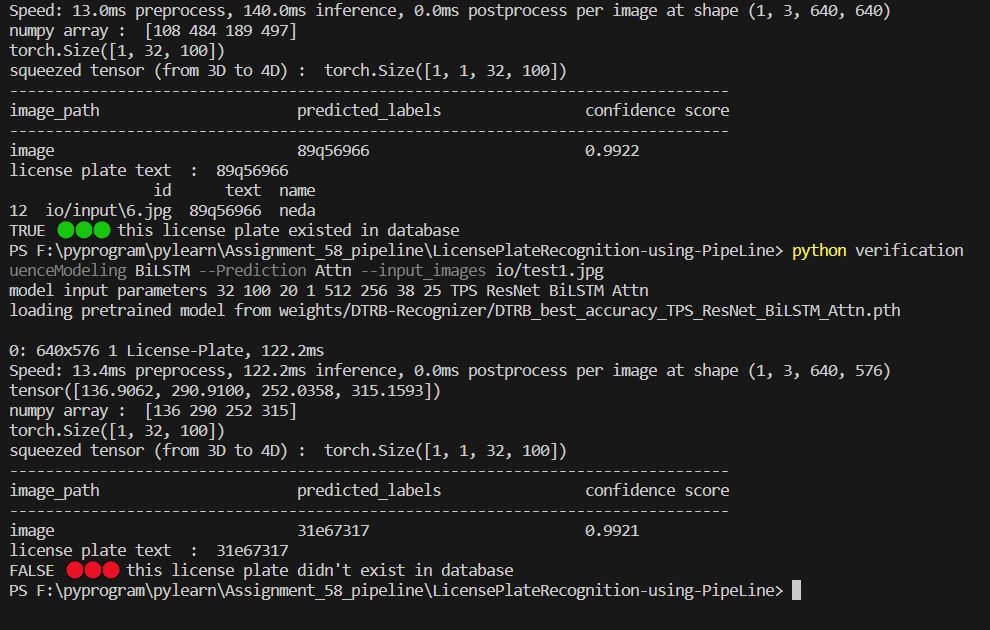 Speed: 13.0ms preprocess, 140.0ms inference, 0.0ms postprocess per image at shape (1, 3, 640, 640)
numpy array :  [108 484 189 497]
torch.Size([1, 32, 100])
squeezed tensor (from 3D to 4D) :  torch.Size([1, 1, 32, 100])
--------------------------------------------------------------------------------
image_path                      predicted_labels                confidence score
--------------------------------------------------------------------------------
image                           89q56966                        0.9922
license plate text  :  89q56966
                id      text  name
12  io/input\6.jpg  89q56966  neda
TRUE 🟢🟢🟢 this license plate existed in database
PS F:\pyprogram\pylearn\Assignment_58_pipeline\LicensePlateRecognition-using-PipeLine> python verification
uenceModeling BiLSTM --Prediction Attn --input_images io/test1.jpg
model input parameters 32 100 20 1 512 256 38 25 TPS ResNet BiLSTM Attn
loading pretrained model from weights/DTRB-Recognizer/DTRB_best_accuracy_TPS_ResNet_BiLSTM_Attn.pth

0: 640x576 1 License-Plate, 122.2ms
Speed: 13.4ms preprocess, 122.2ms inference, 0.0ms postprocess per image at shape (1, 3, 640, 576)
tensor([136.9062, 290.9100, 252.0358, 315.1593])
numpy array :  [136 290 252 315]
torch.Size([1, 32, 100])
squeezed tensor (from 3D to 4D) :  torch.Size([1, 1, 32, 100])
--------------------------------------------------------------------------------
image_path                      predicted_labels                confidence score
--------------------------------------------------------------------------------
image                           31e67317                        0.9921
license plate text  :  31e67317
FALSE 🔴🔴🔴 this license plate didn't exist in database
PS F:\pyprogram\pylearn\Assignment_58_pipeline\LicensePlateRecognition-using-PipeLine>